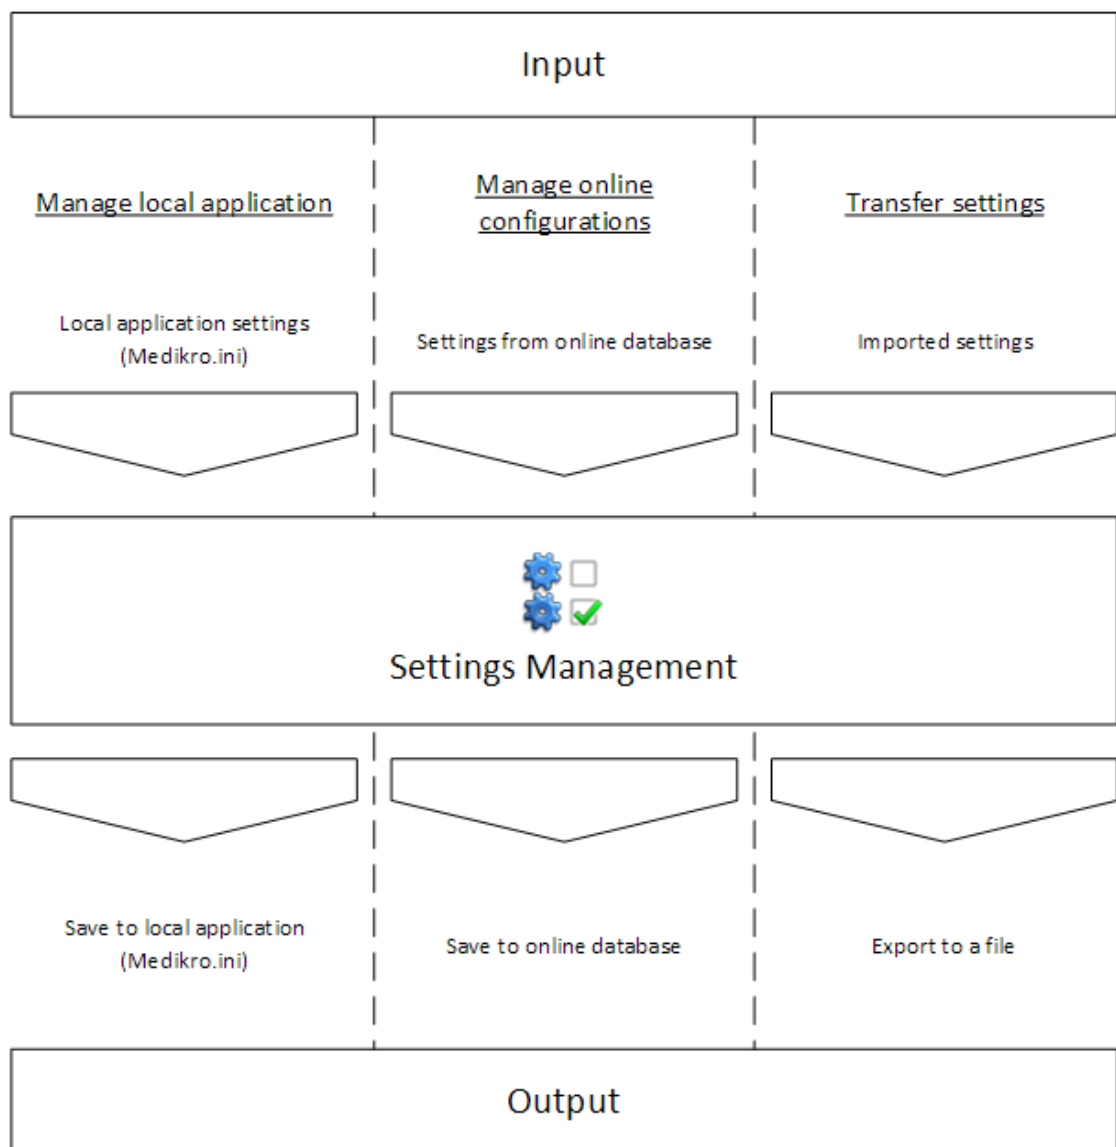 Input
Manage local application
Manage online
configurations
Transfer settings
Local application settings
(Medikro.ini)
Settings from online database
Imported settings
Settings Management
Save to local application
(Medikro.ini)
Save to online database
Export to a file
Output